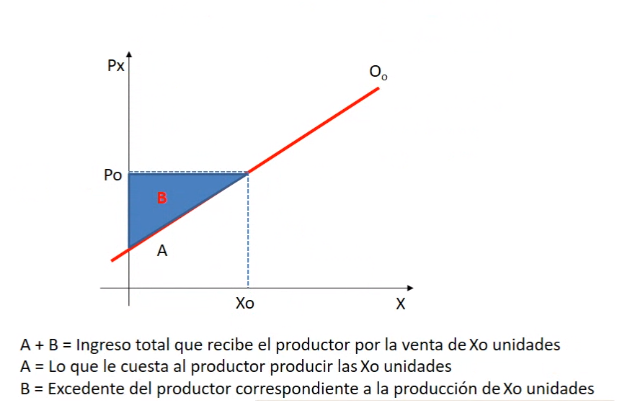 Px
O₀
Po
B
A
Xo
X
A + B = Ingreso total que recibe el productor por la venta de Xo unidades
A = Lo que le cuesta al productor producir las Xo unidades
B = Excedente del productor correspondiente a la producción de Xo unidades